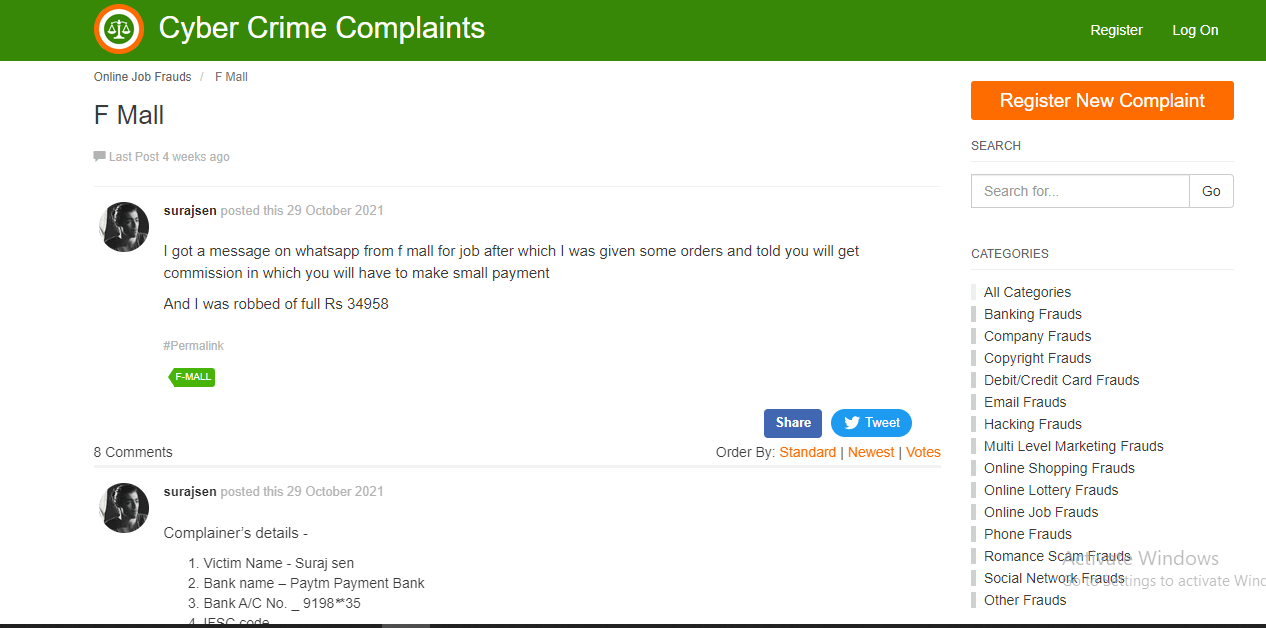 Cyber Crime Complaints
Register
Log On
Online Job Frauds / F Mall
F Mall
Last Post 4 weeks ago
surajsen posted this 29 October 2021
I got a message on whatsapp from f mall for job after which I was given some orders and told you will get
commission in which you will have to make small payment
And I was robbed of full Rs 34958
#Permalink
F-MALL
Share
Tweet
8 Comments
Order By: Standard | Newest | Votes
surajsen posted this 29 October 2021
Complainer’s details -
1. Victim Name - Suraj sen
2. Bank name – Paytm Payment Bank
3. Bank A/C No. _ 9198**35
4. IFSC code
Register New Complaint
SEARCH
Search for...
Go
CATEGORIES
All Categories
Banking Frauds
Company Frauds
Copyright Frauds
Debit/Credit Card Frauds
Email Frauds
Hacking Frauds
Multi Level Marketing Frauds
Online Shopping Frauds
Online Lottery Frauds
Online Job Frauds
Phone Frauds
Romance Scam Frauds
Social Network Frauds
Other Frauds
Activate Windows
Go to Settings to activate Winc